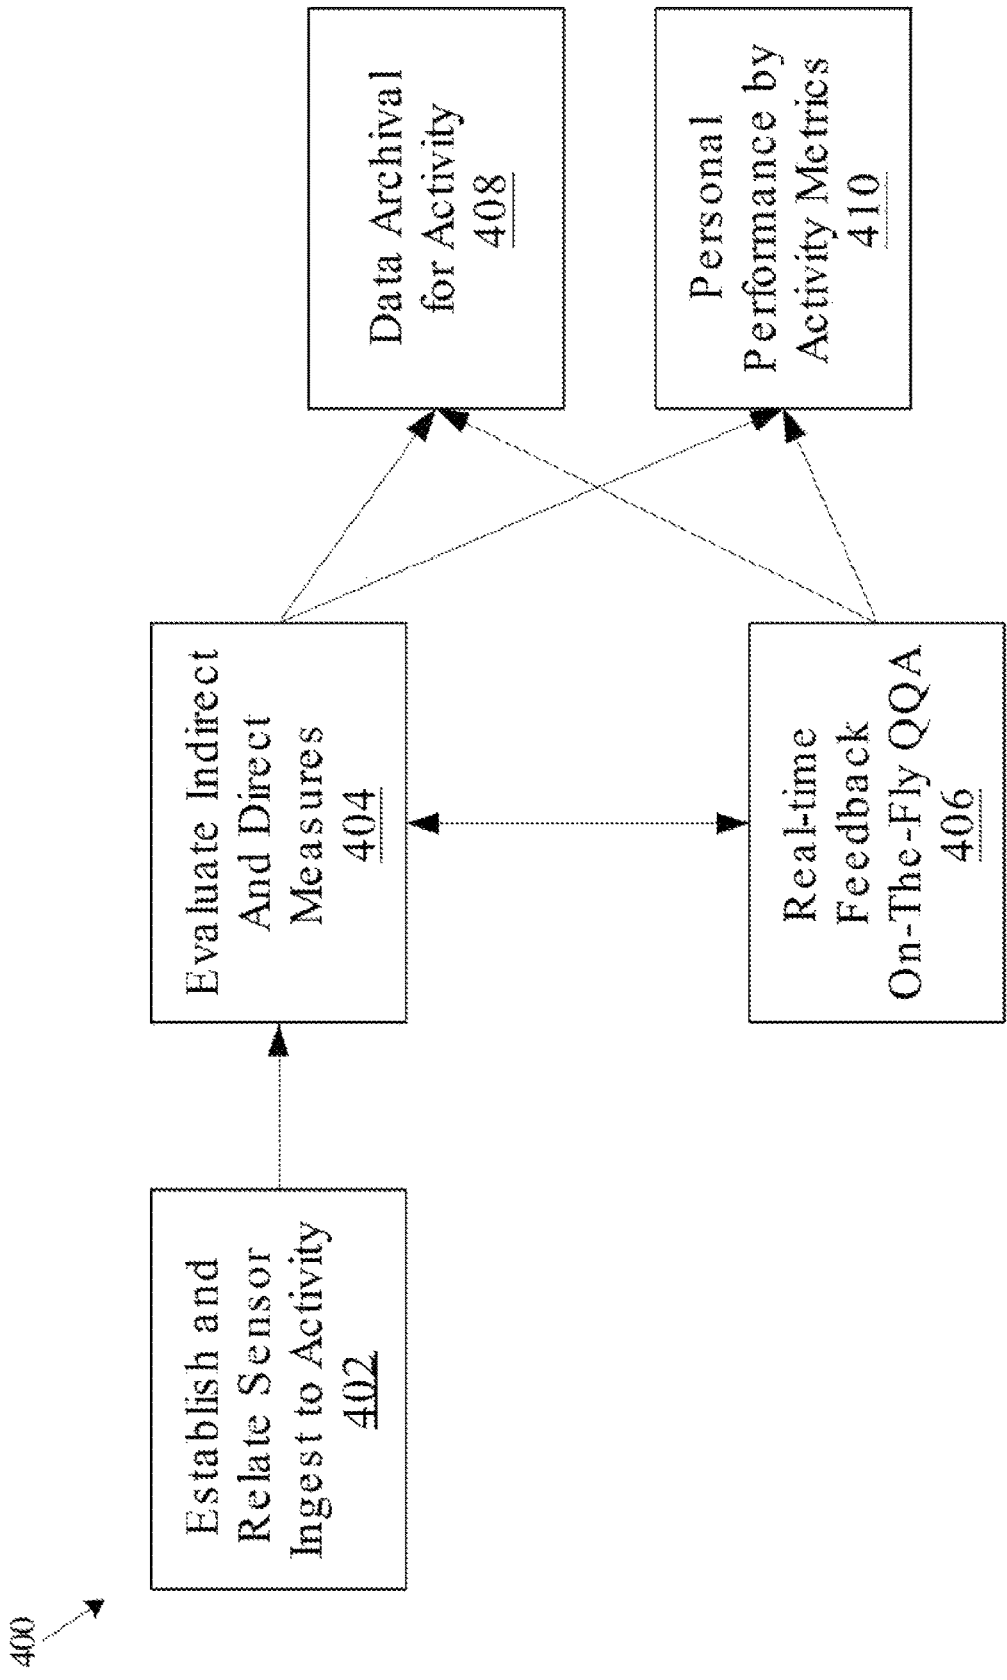 400
Establish and
Relate Sensor
Ingest to Activity
402
Evaluate Indirect
And Direct
Measures
404
Real-time
Feedback
On-The-Fly QQA
406
Data Archival
for Activity
408
Personal
Performance by
Activity Metrics
410